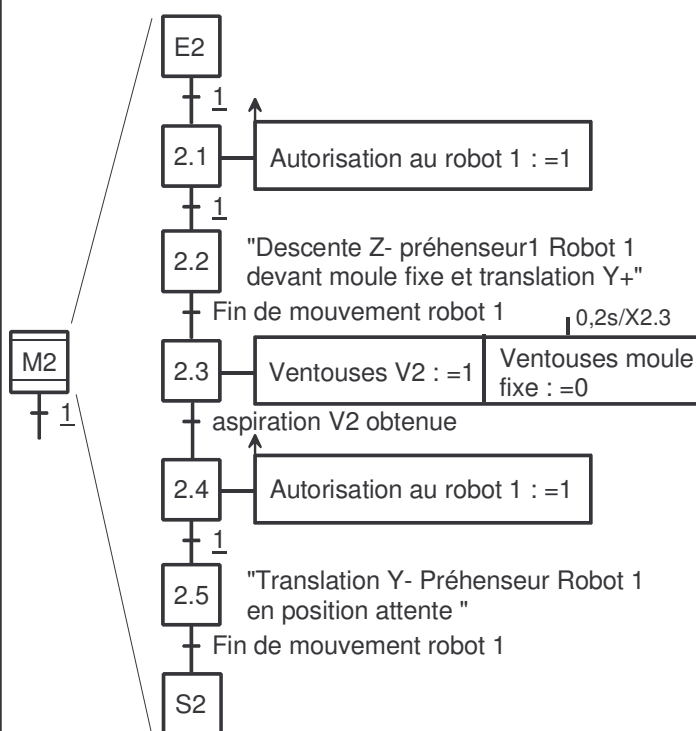 E2
1
2.1
Autorisation au robot 1 : =1
1
2.2
"Descente Z- préhenseur1 Robot 1
devant moule fixe et translation Y+"
Fin de mouvement robot 1
0,2s/X2.3
M2
1
2.3
Ventouses V2 : =1
Ventouses moule
fixe : =0
aspiration V2 obtenue
2.4
Autorisation au robot 1 : =1
1
2.5
"Translation Y- Préhenseur Robot 1
en position attente "
Fin de mouvement robot 1
S2